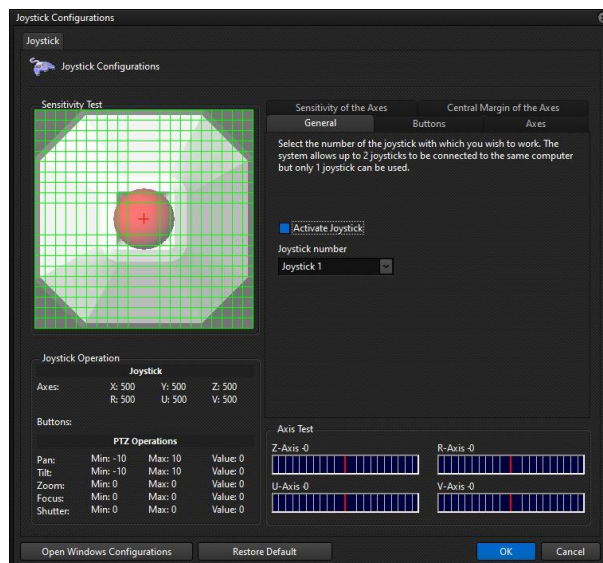 Joystick Configurations
Joystick
Joystick Configurations
Sensitivity Test
Sensitivity of the Axes
Central Margin of the Axes
General
Buttons
Axes
Select the number of the joystick with which you wish to work. The
system allows up to 2 joysticks to be connected to the same computer
but only 1 joystick can be used.
Activate Joystick
Joystick number
Joystick 1
Joystick Operation
Joystick
Axes: X: 500 Y: 500 Z: 500
R: 500 U: 500 V: 500
Buttons:
PTZ Operations
Pan: Min: -10 Max: 10 Value: 0
Tilt: Min: -10 Max: 10 Value: 0
Zoom: Min: 0 Max: 0 Value: 0
Focus: Min: 0 Max: 0 Value: 0
Shutter: Min: 0 Max: 0 Value: 0
Axis Test
Z-Axis -0
R-Axis -0
U-Axis -0
V-Axis -0
Open Windows Configurations
Restore Default
OK
Cancel